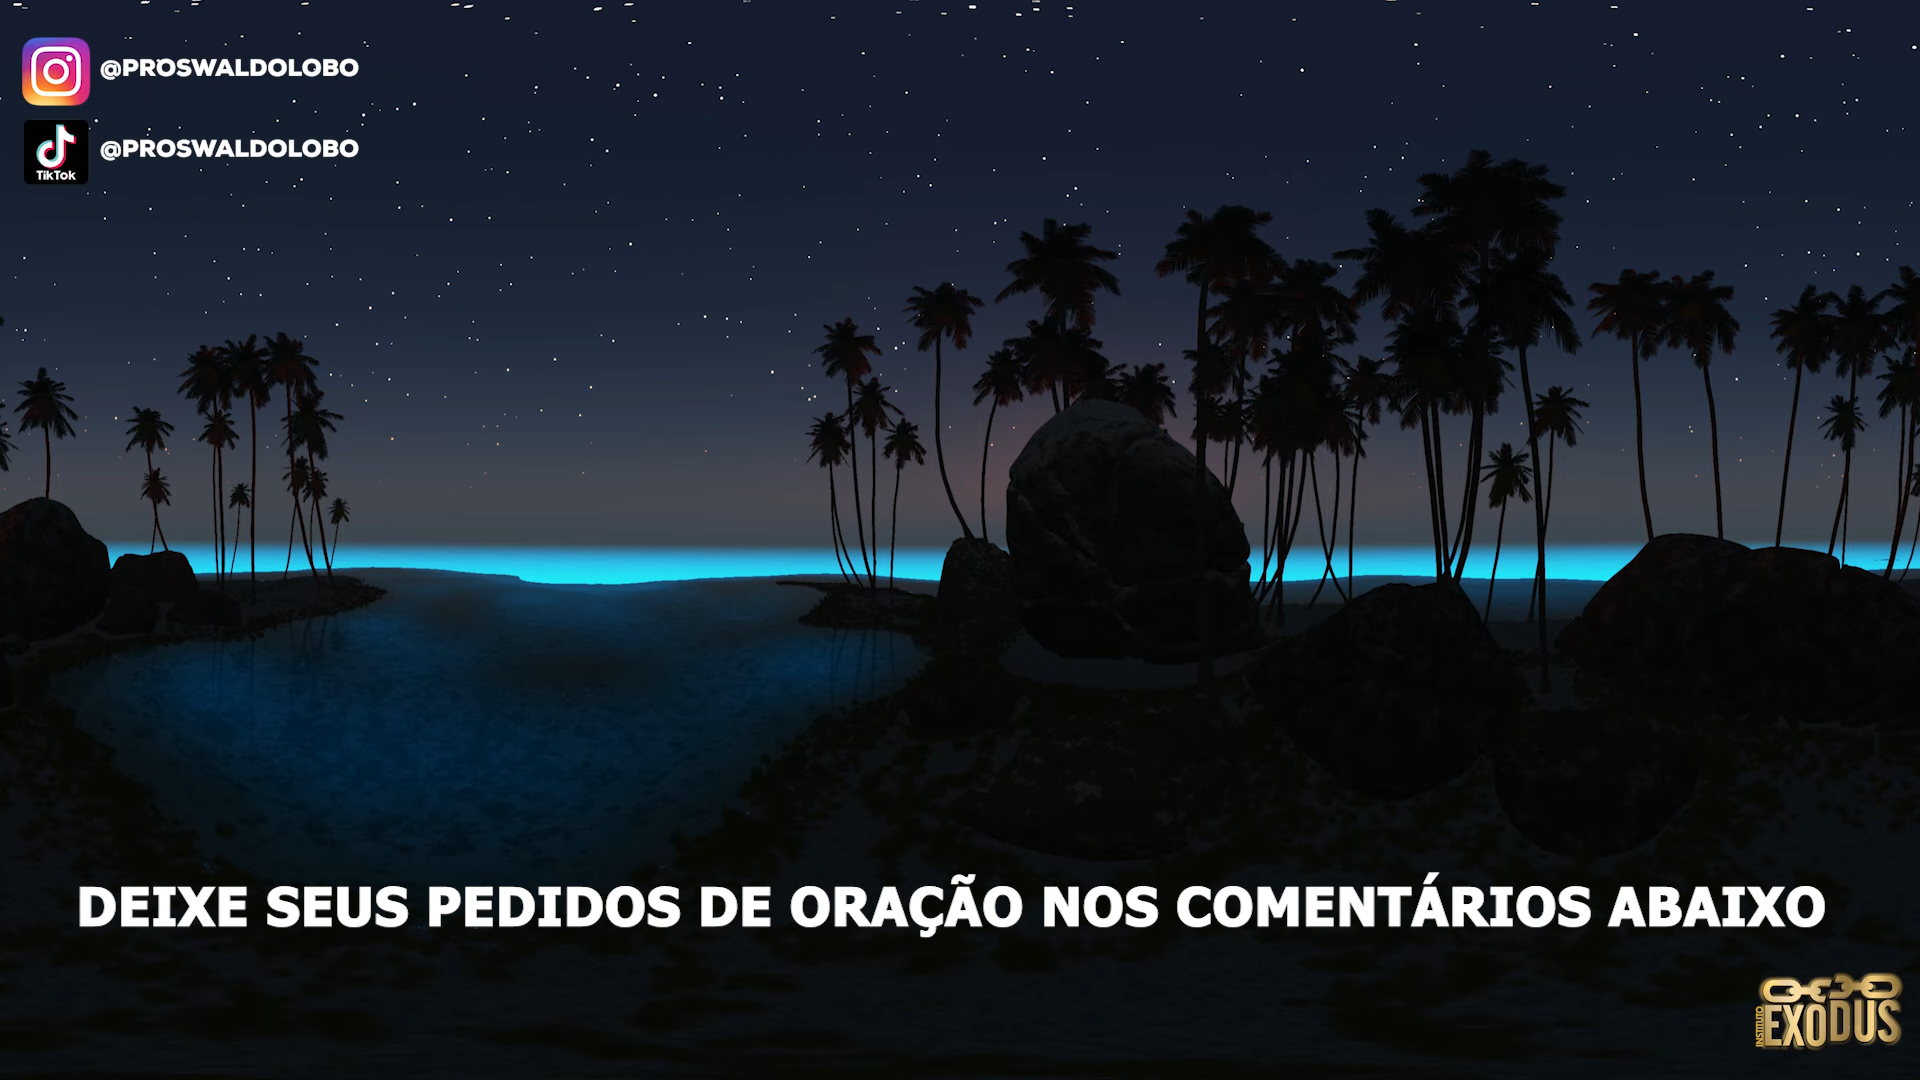 @PROSWALDOLOBO
TikTok
@PROSWALDOLOBO
DEIXE SEUS PEDIDOS DE ORAÇÃO NOS COMENTÁRIOS ABAIXO
INSTITUTO
EXODUS